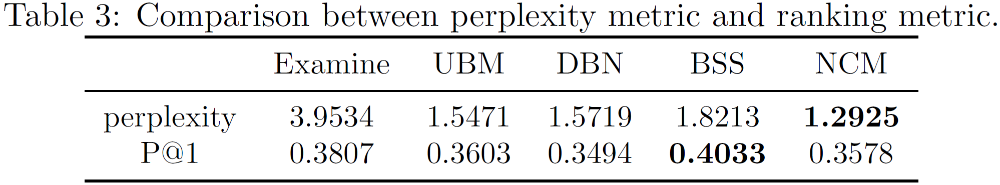 Table 3: Comparison between perplexity metric and ranking metric.
Examine UBM DBN BSS NCM
perplexity 3.9534 1.5471 1.5719 1.8213 1.2925
P@1 0.3807 0.3603 0.3494 0.4033 0.3578